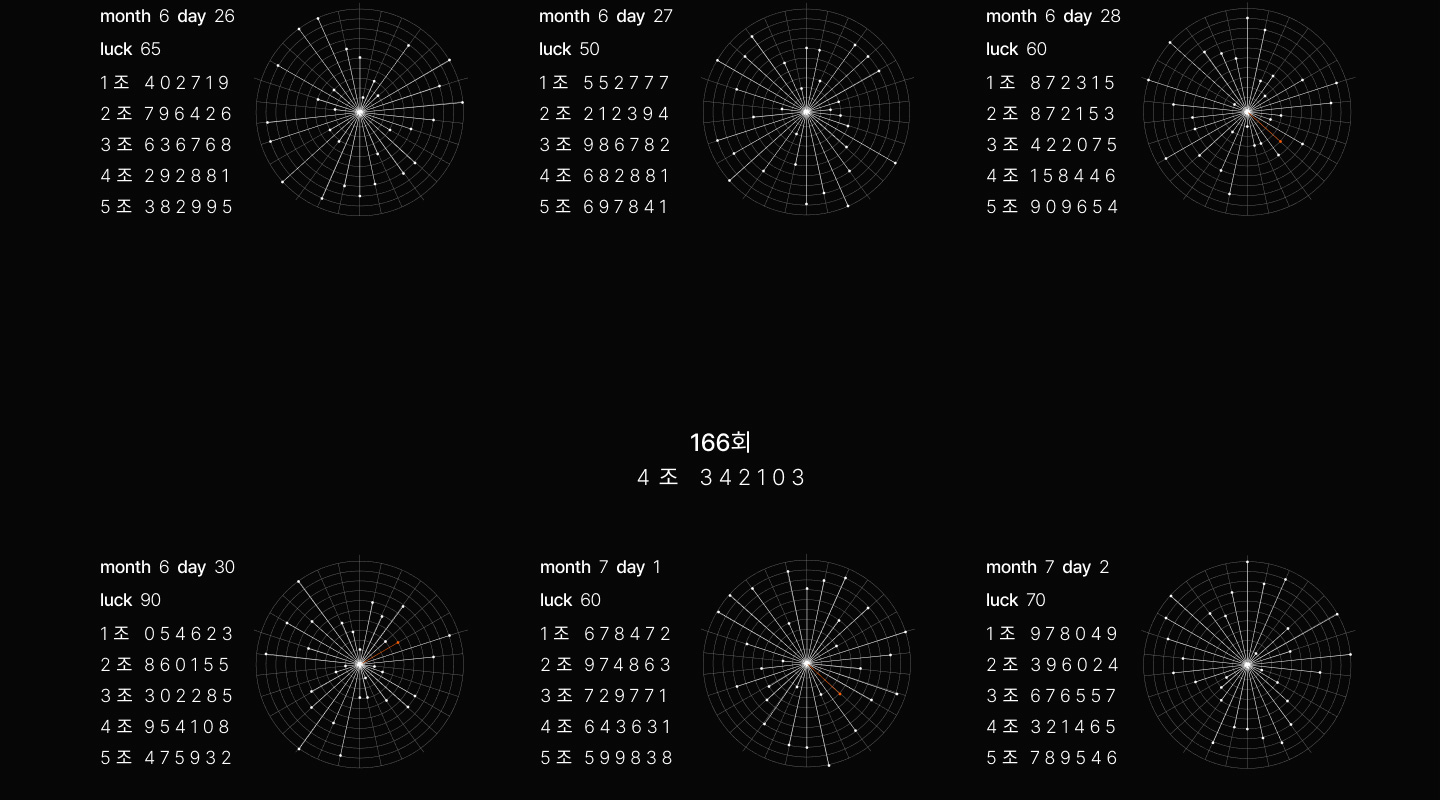 month 6 day 26
luck 65
1 조 4 0 2 7 1 9
2 조 7 9 6 4 2 6
3 조 6 3 6 7 6 8
4 조 2 9 2 8 8 1
5 조 3 8 2 9 9 5
month 6 day 27
luck 50
1 조 5 5 2 7 7 7
2 조 2 1 2 3 9 4
3 조 9 8 6 7 8 2
4 조 6 8 2 8 8 1
5 조 6 9 7 8 4 1
month 6 day 28
luck 60
1 조 8 7 2 3 1 5
2 조 8 7 2 1 5 3
3 조 4 2 2 0 7 5
4 조 1 5 8 4 4 6
5 조 9 0 9 6 5 4
166회
4 조 3 4 2 1 0 3
month 6 day 30
luck 90
1 조 0 5 4 6 2 3
2 조 8 6 0 1 5 5
3 조 3 0 2 2 8 5
4 조 9 5 4 1 0 8
5 조 4 7 5 9 3 2
month 7 day 1
luck 60
1 조 6 7 8 4 7 2
2 조 9 7 4 8 6 3
3 조 7 2 9 7 7 1
4 조 6 4 3 6 3 1
5 조 5 9 9 8 3 8
month 7 day 2
luck 70
1 조 9 7 8 0 4 9
2 조 3 9 6 0 2 4
3 조 6 7 6 5 5 7
4 조 3 2 1 4 6 5
5 조 7 8 9 5 4 6